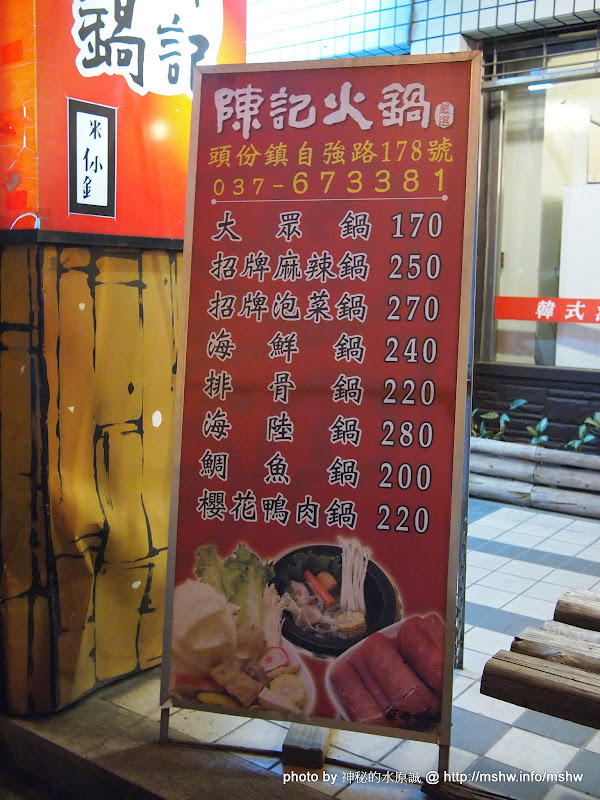 鍋
記
米
陳記火鍋
嚴選
頭份鎮自強路178號
037-673381
大眾鍋 170
招牌麻辣鍋 250
招牌泡菜鍋 270
海鮮鍋 240
排骨鍋 220
海陸鍋 280
鯛魚鍋 200
櫻花鴨肉鍋 220
韓式
photo by 神秘的水原誠 @ http://mshw.info/mshw